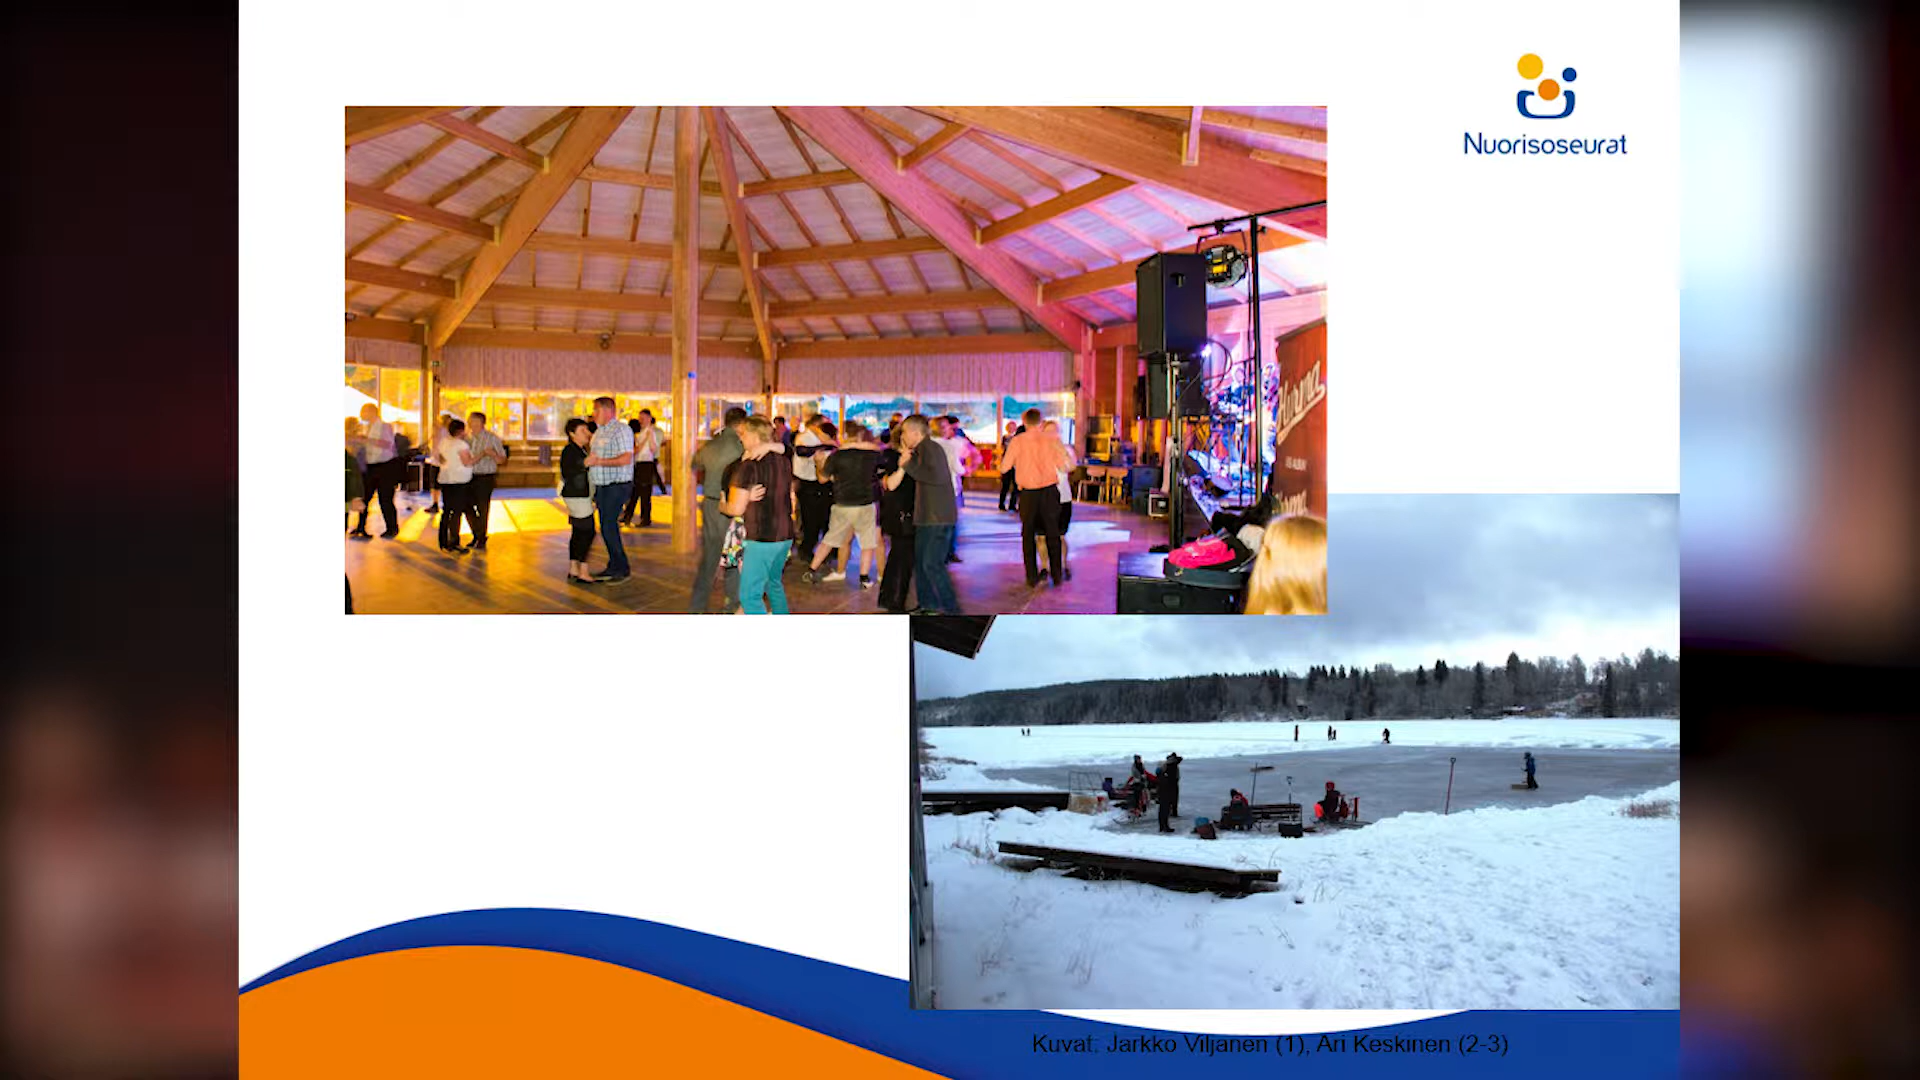 Nuorisoseurat
Kuvat: Jarkko Viljanen (1), Ari Keskinen (2-3)